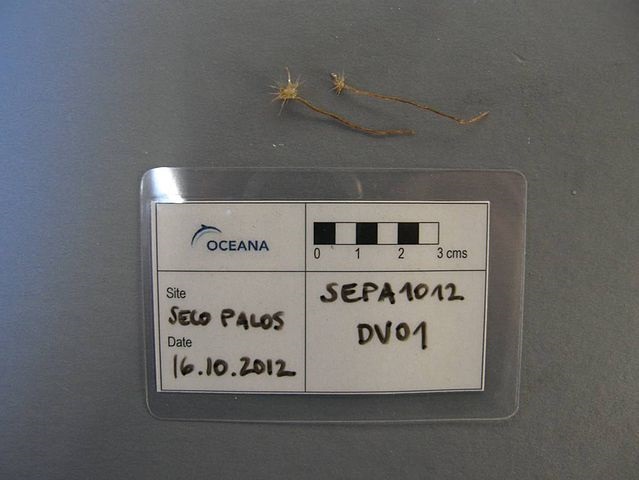 OCEANA
0 1 2 3 cms
Site
SECO PALOS
Date
16.10.2012
SEPA1012
DV01